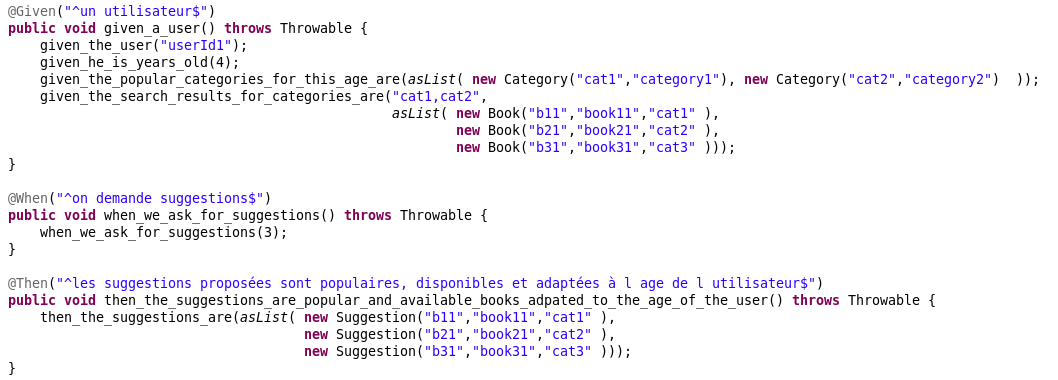 @Given("^un utilisateur$")
public void given_a_user() throws Throwable {
    given_the_user("userId1");
    given_he_is_years_old(4);
    given_the_popular_categories_for_this_age_are(asList( new Category("cat1","category1"), new Category("cat2","category2")  ));
    given_the_search_results_for_categories_are("cat1,cat2",
                                                asList( new Book("b11","book11","cat1" ),
                                                        new Book("b21","book21","cat2" ),
                                                        new Book("b31","book31","cat3" )));
}

@When("^on demande suggestions$")
public void when_we_ask_for_suggestions() throws Throwable {
    when_we_ask_for_suggestions(3);
}

@Then("^les suggestions proposées sont populaires, disponibles et adaptées à l age de l utilisateur$")
public void then_the_suggestions_are_popular_and_available_books_adpated_to_the_age_of_the_user() throws Throwable {
    then_the_suggestions_are(asList( new Suggestion("b11","book11","cat1" ),
                                     new Suggestion("b21","book21","cat2" ),
                                     new Suggestion("b31","book31","cat3" )));
}